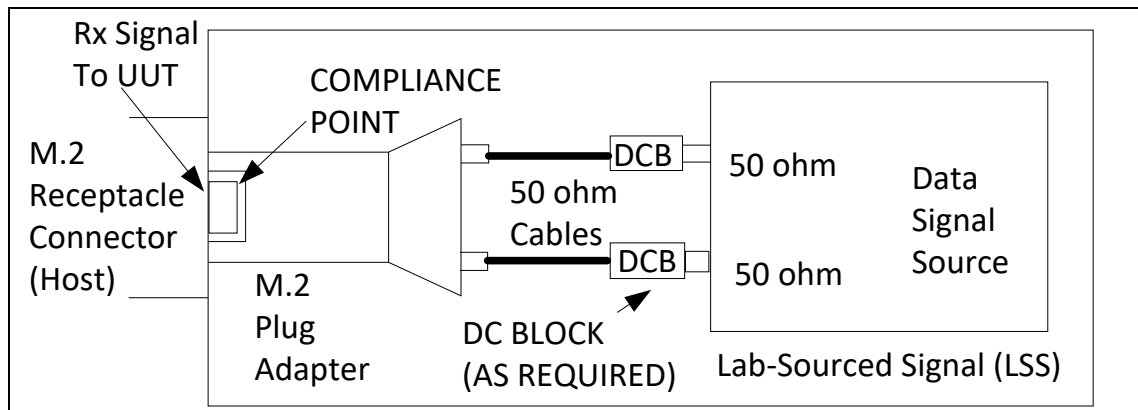 Rx Signal
To UUT
COMPLIANCE
POINT
M.2
Receptacle
Connector
(Host)
M.2
Plug
Adapter
50 ohm
Cables
DCB
DCB
DC BLOCK
(AS REQUIRED)
50 ohm
50 ohm
Data
Signal
Source
Lab-Sourced Signal (LSS)